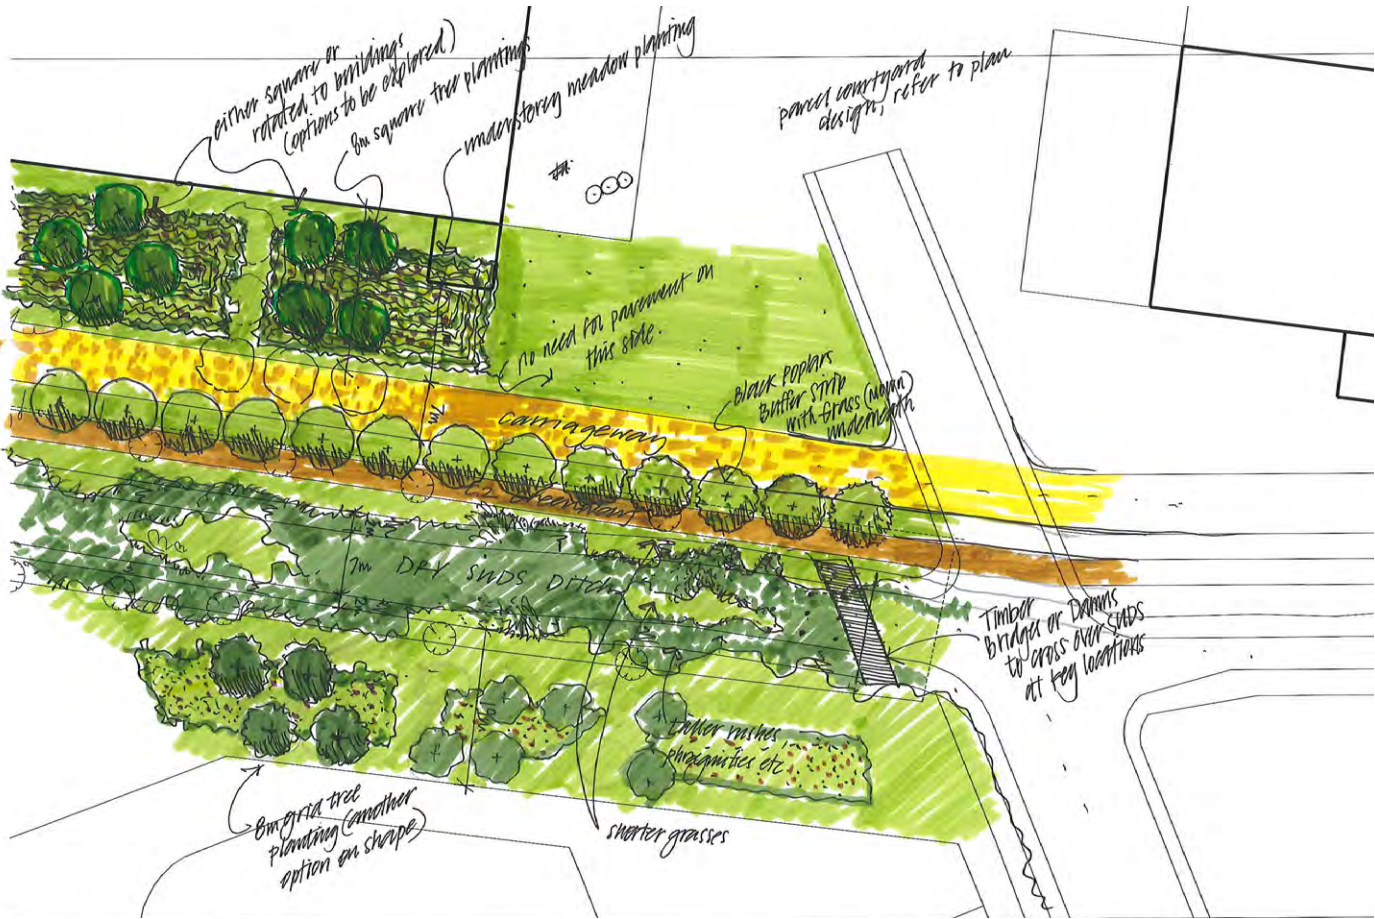 either square or
rotated to buildings
(options to be explored)
8m square tree plantings
understorey meadow planting
parcel courtyard
design, refer to plan
no need for pavement on
this side.
Black Poplars
Buffer Strip
with Grass (mown)
underneath
carriageway
2m DRY SUDS DITCH
Timber
Bridges or Damms
to cross over SUDS
at key locations
taller rushes,
phragmities etc
8m grid tree
planting (another
option on shape)
shorter grasses